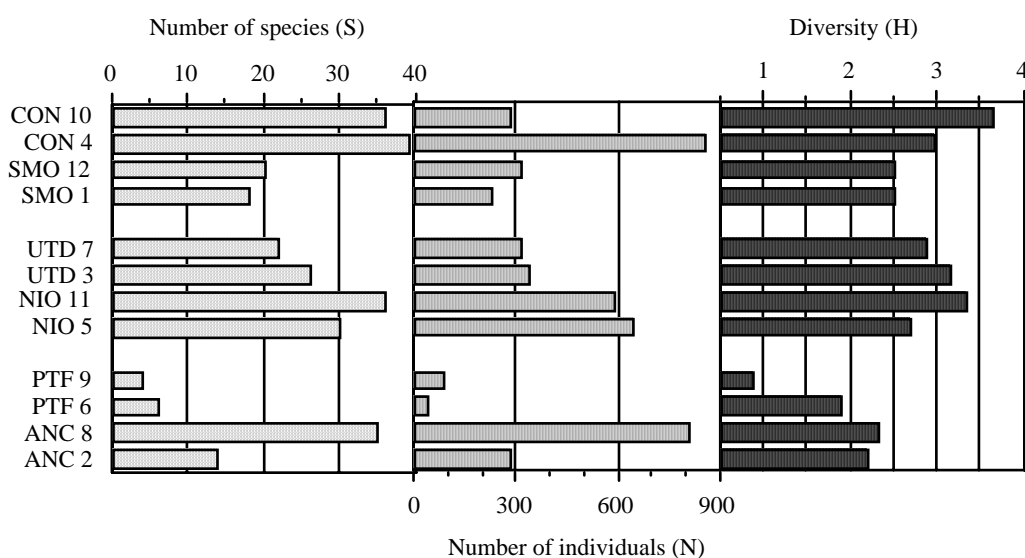 Number of species (S) Diversity (H)
0 10 20 30 40 1 2 3 4
CON 10
CON 4
SMO 12
SMO 1
UTD 7
UTD 3
NIO 11
NIO 5
PTF 9
PTF 6
ANC 8
ANC 2
0 300 600 900
Number of individuals (N)